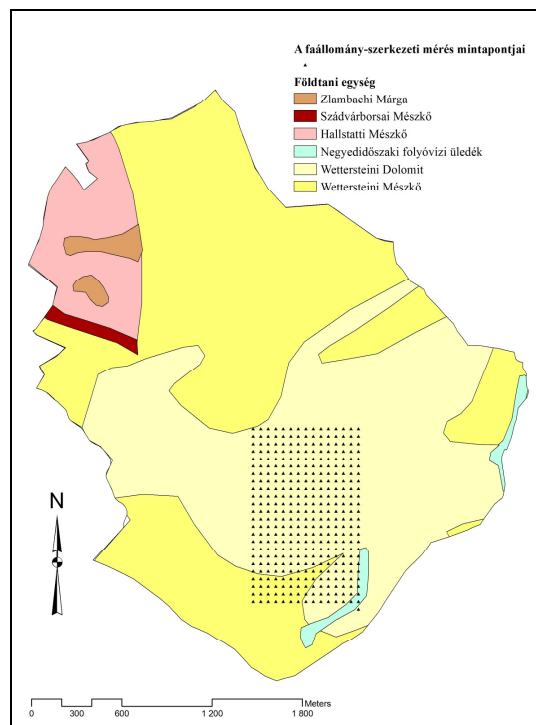 A faállomány-szerkezeti mérés mintapontjai
Földtani egység
Zlambachi Márga
Szádvárborsai Mészkő
Hallstatti Mészkő
Negyedidőszaki folyóvízi üledék
Wettersteini Dolomit
Wettersteini Mészkő
N
Meters
0 300 600 1 200 1 800